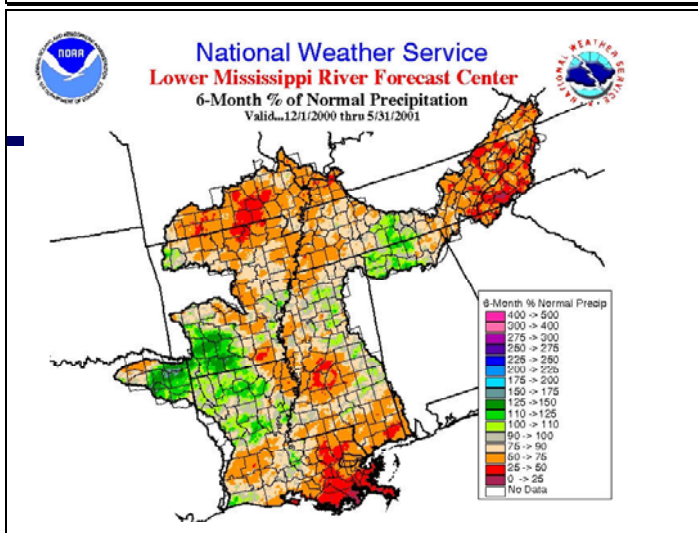 NOAA
National Weather Service
Lower Mississippi River Forecast Center
6-Month % of Normal Precipitation
Valid...12/1/2000 thru 5/31/2001
6-Month % Normal Precip
400 -> 500
300 -> 400
275 -> 300
250 -> 275
225 -> 250
200 -> 225
175 -> 200
150 -> 175
125 ->150
110 ->125
100 -> 110
90 -> 100
75 -> 90
50 -> 75
25 -> 50
0 -> 25
No Data